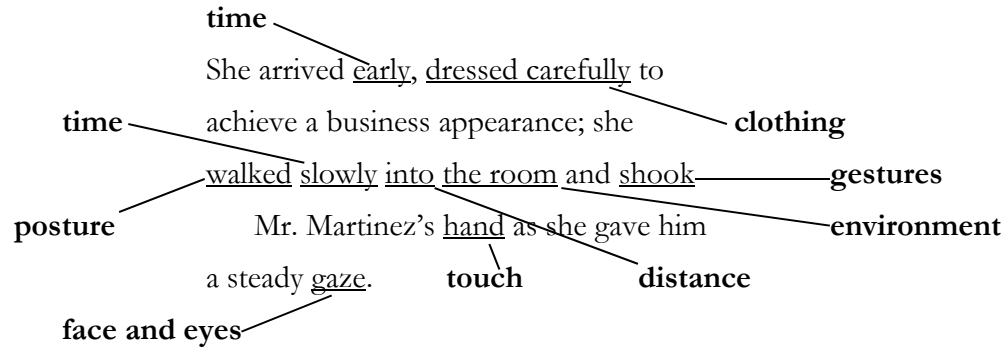 time
She arrived early, dressed carefully to
time achieve a business appearance; she clothing
walked slowly into the room and shook gestures
posture Mr. Martinez’s hand as she gave him environment
a steady gaze. touch distance
face and eyes